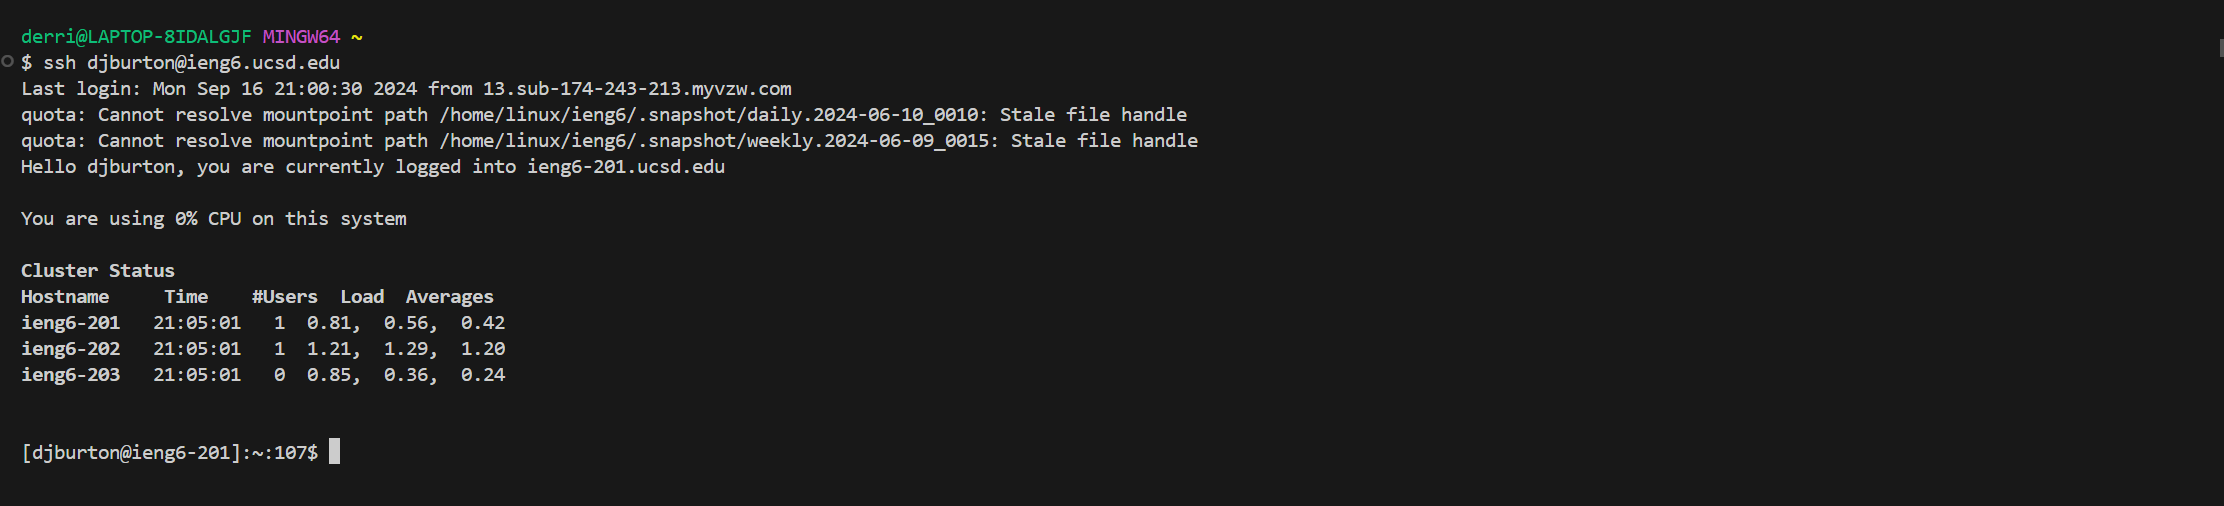 derri@LAPTOP-8IDALGJF MINGW64 ~
$ ssh djburton@ieng6.ucsd.edu
Last login: Mon Sep 16 21:00:30 2024 from 13.sub-174-243-213.myvzw.com
quota: Cannot resolve mountpoint path /home/linux/ieng6/.snapshot/daily.2024-06-10_0010: Stale file handle
quota: Cannot resolve mountpoint path /home/linux/ieng6/.snapshot/weekly.2024-06-09_0015: Stale file handle
Hello djburton, you are currently logged into ieng6-201.ucsd.edu
You are using 0% CPU on this system
Cluster Status
Hostname     Time    #Users  Load  Averages
ieng6-201   21:05:01   1  0.81,  0.56,  0.42
ieng6-202   21:05:01   1  1.21,  1.29,  1.20
ieng6-203   21:05:01   0  0.85,  0.36,  0.24
[djburton@ieng6-201]:~:107$